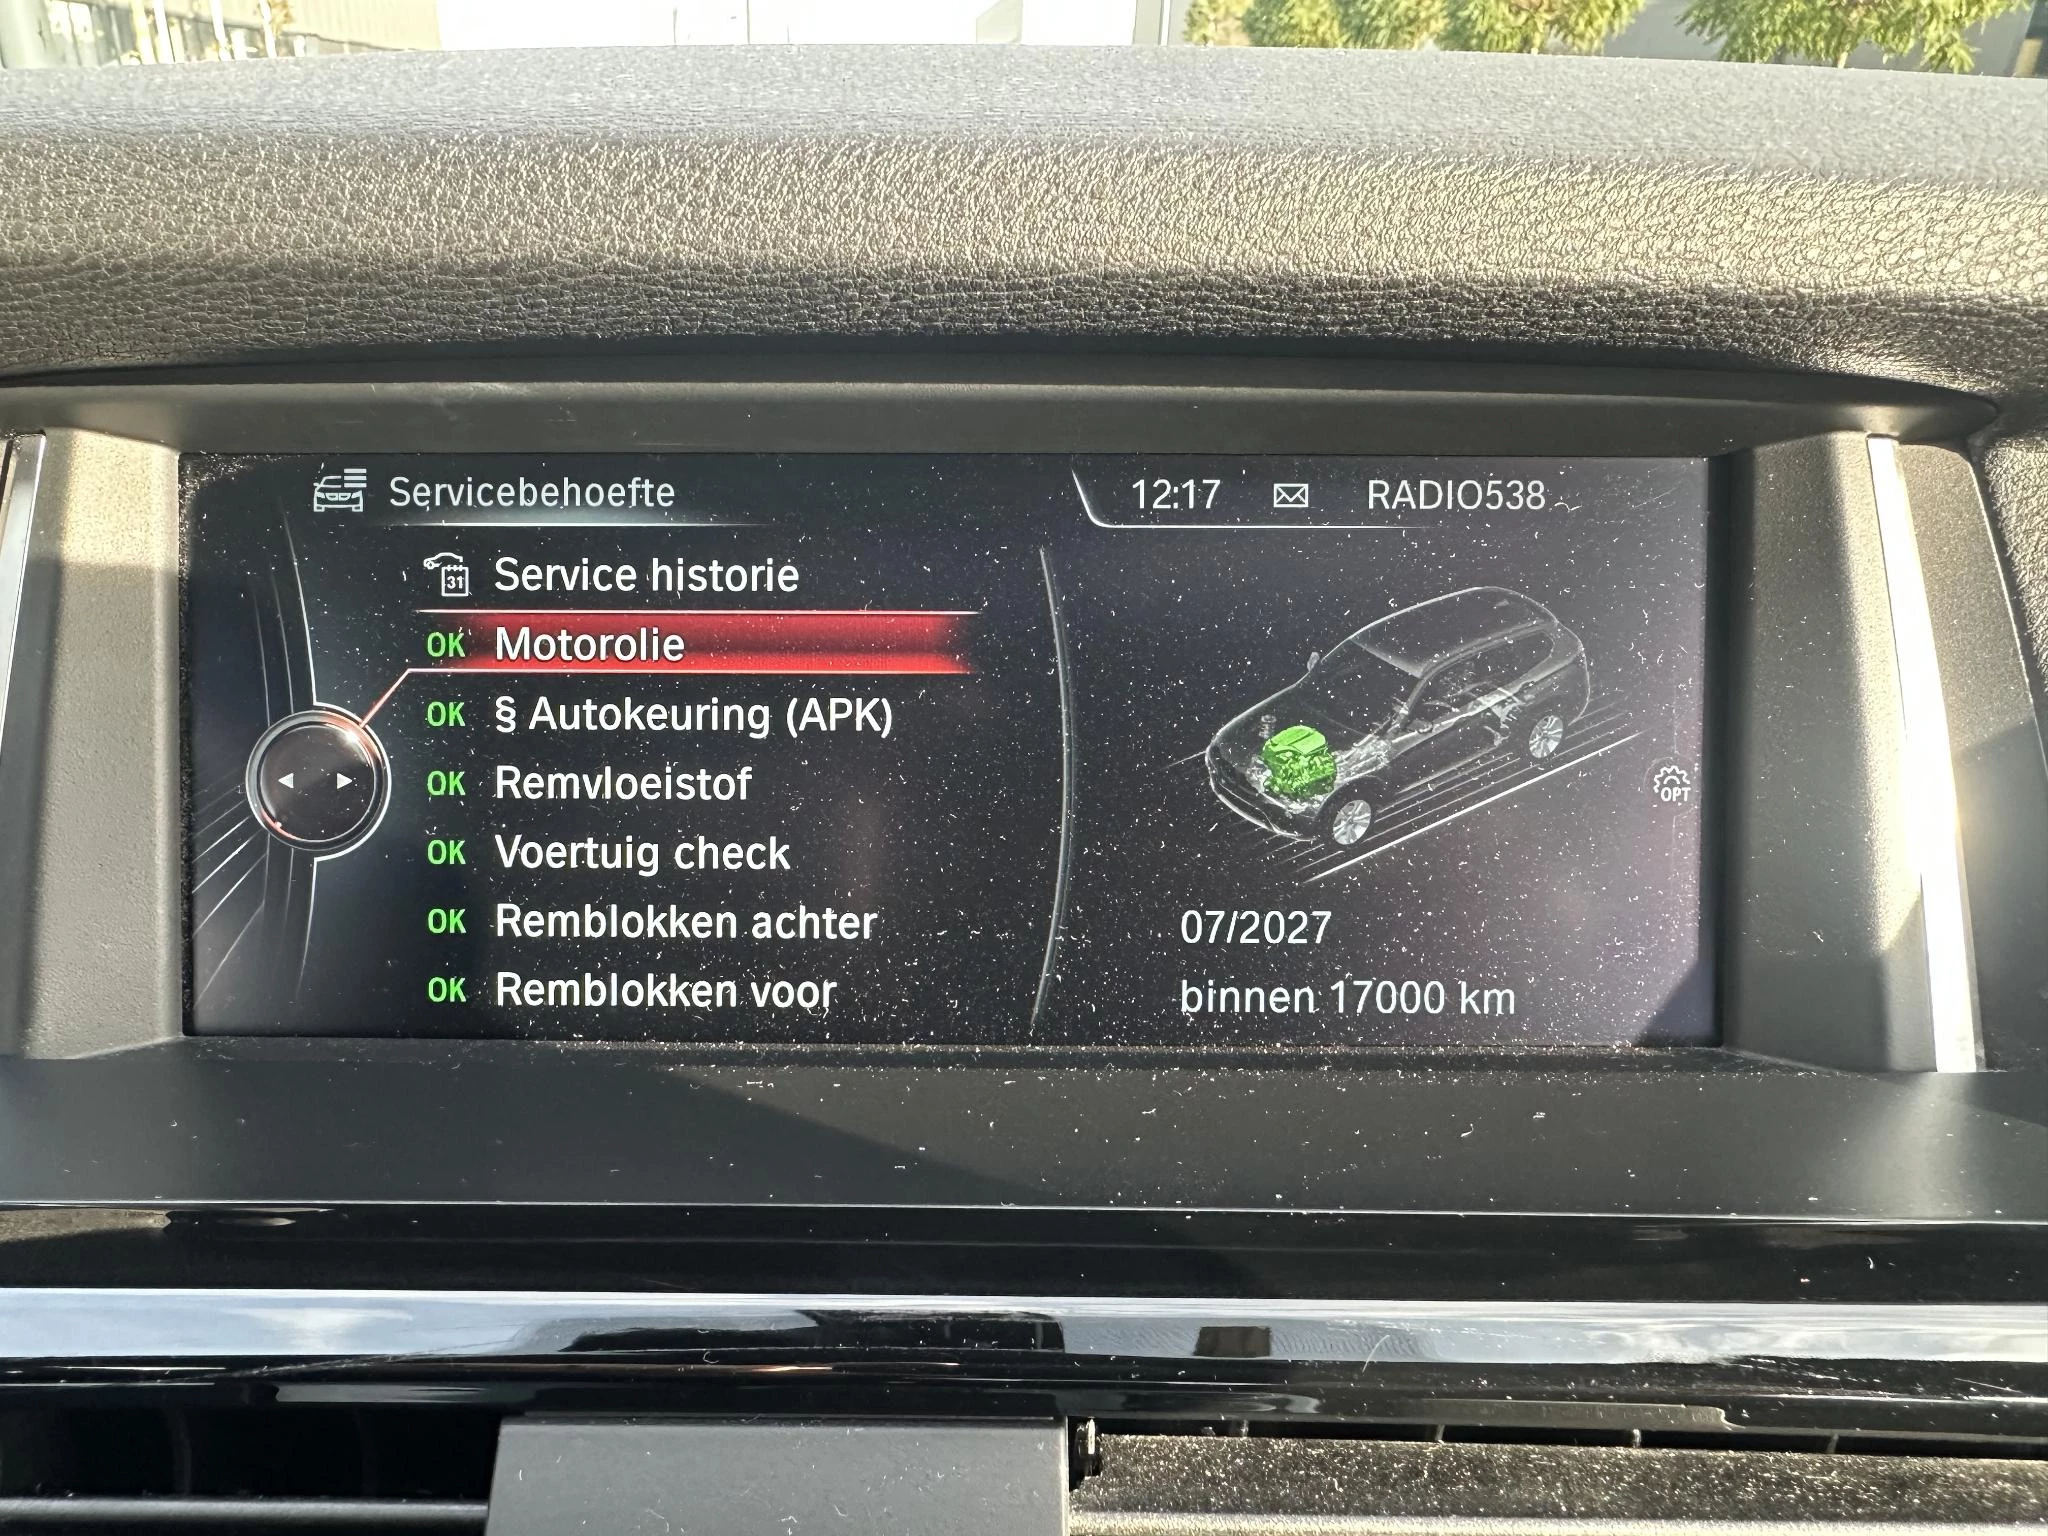 Servicebehoefte
12:17 RADIO538
31 Service historie
OK Motorolie
OK § Autokeuring (APK)
OK Remvloeistof
OK Voertuig check
OK Remblokken achter
OK Remblokken voor
OPT
07/2027
binnen 17000 km